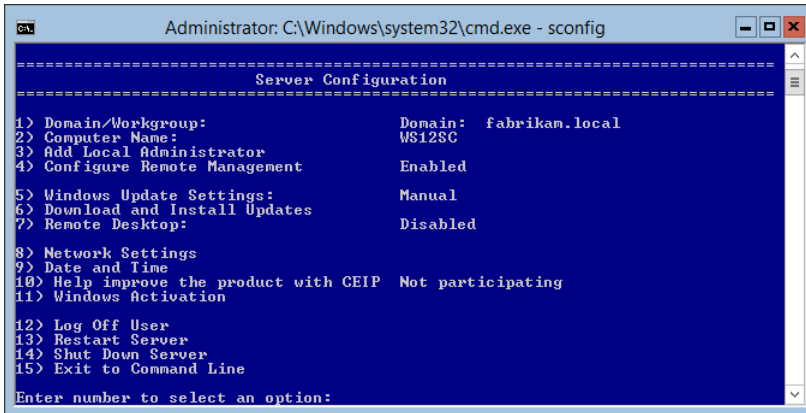 Administrator: C:\Windows\system32\cmd.exe - sconfig
===============================================================================
Server Configuration
===============================================================================
1) Domain/Workgroup: Domain: fabrikam.local
2) Computer Name: WS12SC
3) Add Local Administrator
4) Configure Remote Management Enabled
5) Windows Update Settings: Manual
6) Download and Install Updates
7) Remote Desktop: Disabled
8) Network Settings
9) Date and Time
10) Help improve the product with CEIP Not participating
11) Windows Activation
12) Log Off User
13) Restart Server
14) Shut Down Server
15) Exit to Command Line
Enter number to select an option: